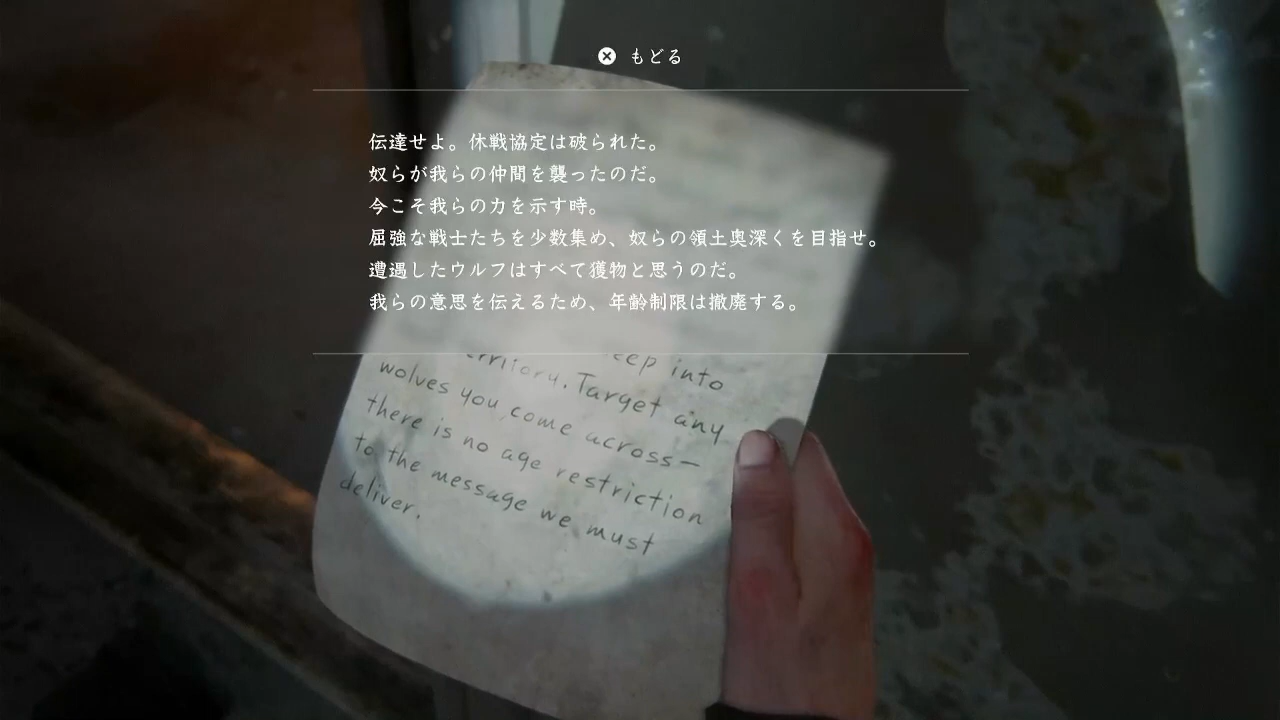 もどる
伝達せよ。休戦協定は破られた。
奴らが我らの仲間を襲ったのだ。
今こそ我らの力を示す時。
屈強な戦士たちを少数集め、奴らの領土奥深くを目指せ。
遭遇したウルフはすべて獲物と思うのだ。
我らの意思を伝えるため、年齢制限は撤廃する。
into
Target any
wolves you come across—
there is no age restriction
to the message we must
deliver.